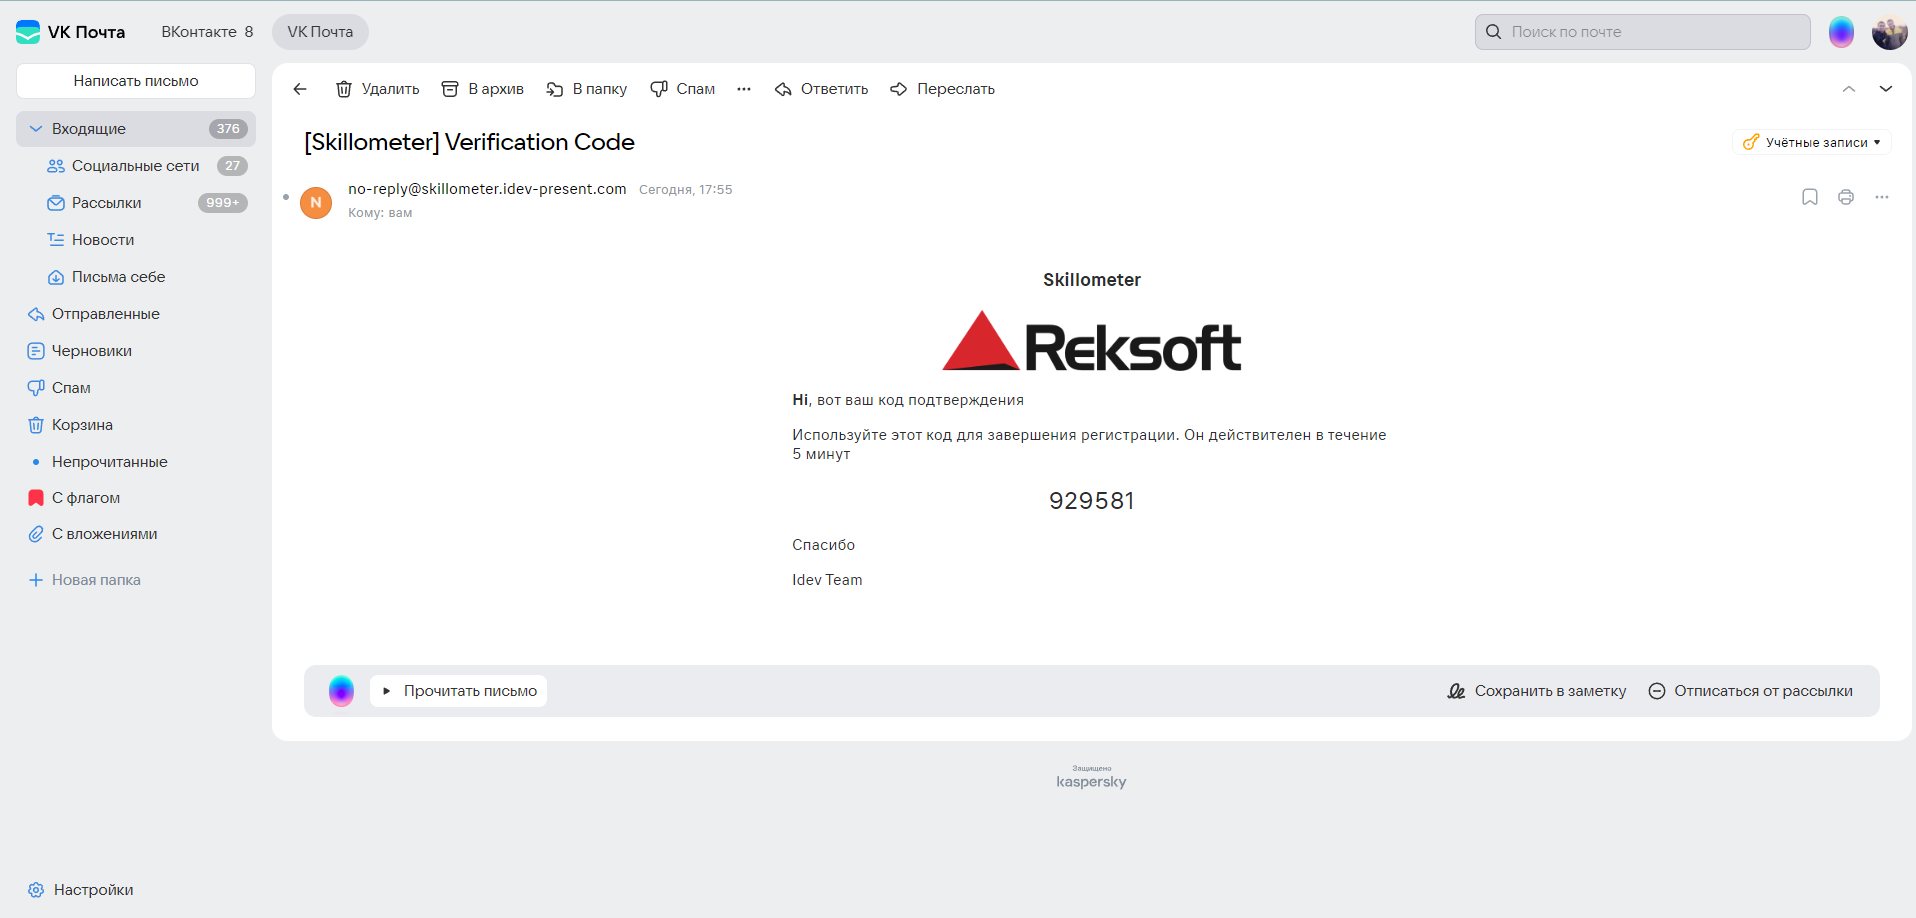 VK Почта
ВКонтакте 8
VK Почта
Поиск по почте
Написать письмо
Входящие 376
Социальные сети 27
Рассылки 999+
Новости
Письма себе
Отправленные
Черновики
Спам
Корзина
Непрочитанные
С флагом
С вложениями
Новая папка
Настройки
Удалить
В архив
В папку
Спам
Ответить
Переслать
[Skillometer] Verification Code
Учётные записи
N
no-reply@skillometer.idev-present.com Сегодня, 17:55
Кому: вам
Skillometer
Reksoft
Hi, вот ваш код подтверждения
Используйте этот код для завершения регистрации. Он действителен в течение
5 минут
929581
Спасибо
Idev Team
Прочитать письмо
Сохранить в заметку
Отписаться от рассылки
Защищено
kaspersky